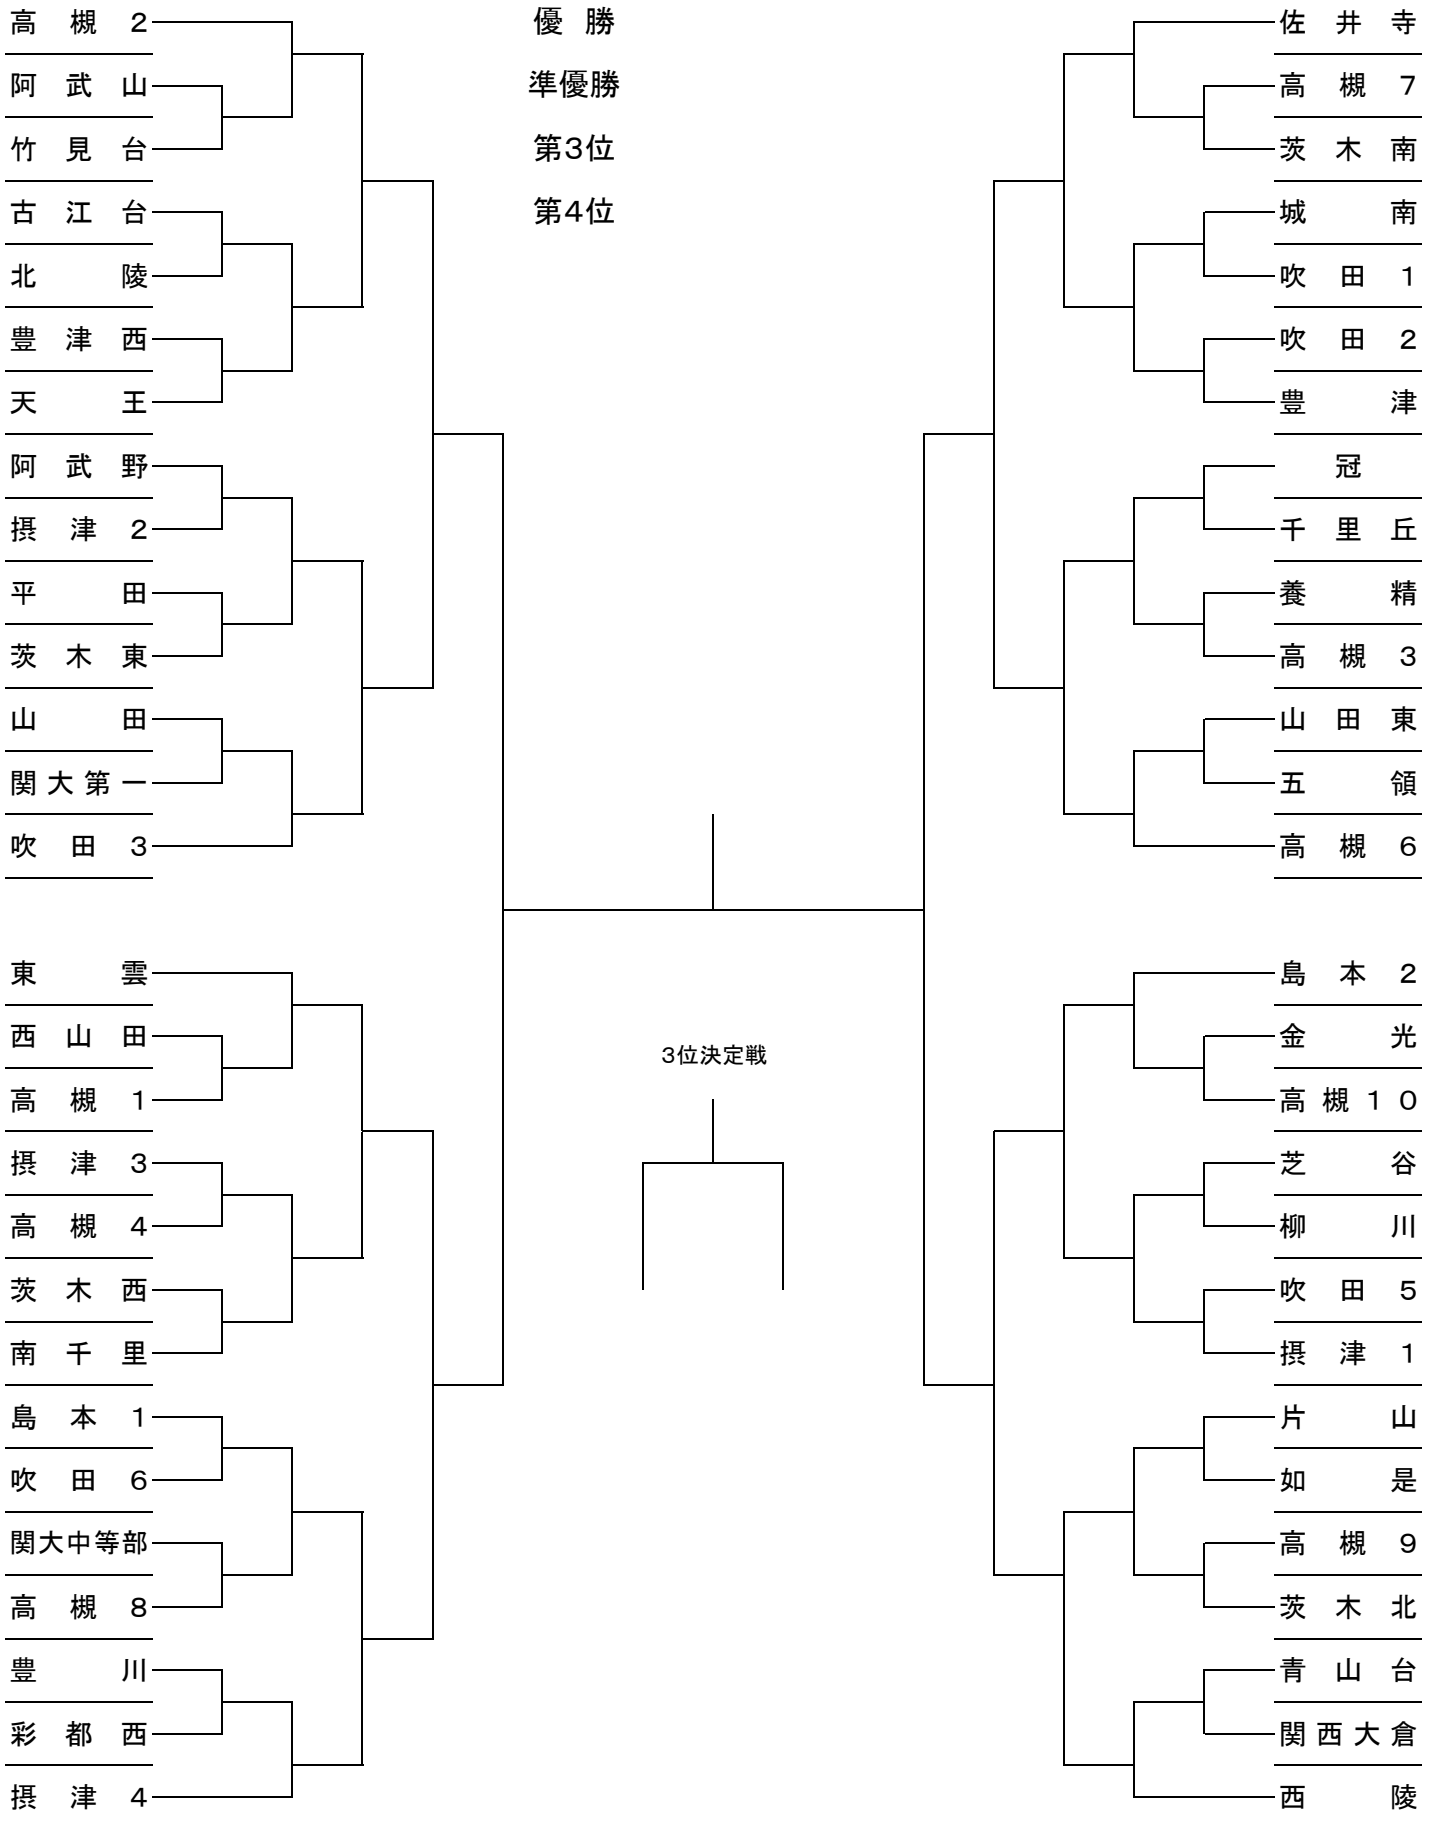 高槻2
阿武山
竹見台
古江台
北陵
豊津西
天王
阿武野
摂津2
平田
茨木東
山田
関大第一
吹田3
東雲
西山田
高槻1
摂津3
高槻4
茨木西
南千里
島本1
吹田6
関大中等部
高槻8
豊川
彩都西
摂津4
優勝
準優勝
第3位
第4位
3位決定戦
佐井寺
高槻7
茨木南
城南
吹田1
吹田2
豊津
冠
千里丘
養精
高槻3
山田東
五領
高槻6
島本2
金光
高槻10
芝谷
柳川
吹田5
摂津1
片山
如是
高槻9
茨木北
青山台
関西大倉
西陵